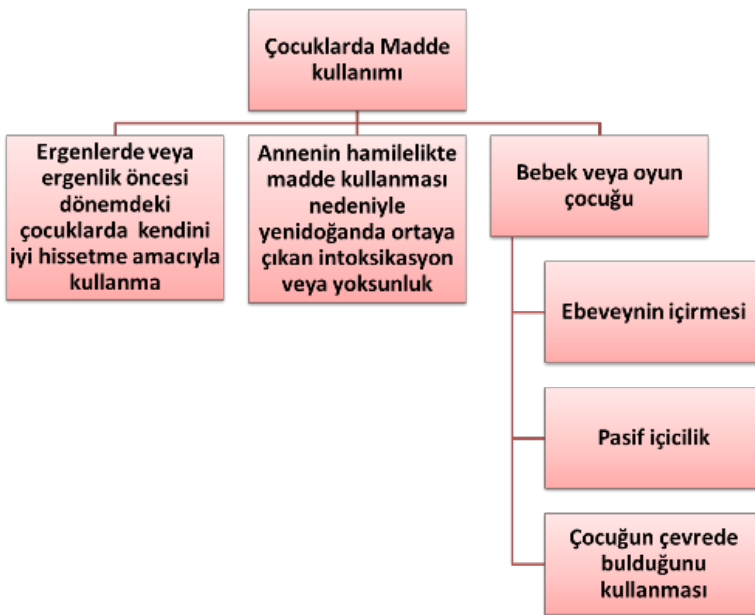 Çocuklarda Madde
kullanımı
Ergenlerde veya
ergenlik öncesi
dönemdeki
çocuklarda kendini
iyi hissetme amacıyla
kullanma
Annenin hamilelikte
madde kullanması
nedeniyle
yenidoğanda ortaya
çıkan intoksikasyon
veya yoksunluk
Bebek veya oyun
çocuğu
Ebeveynin içirmesi
Pasif içicilik
Çocuğun çevrede
bulduğunu
kullanması